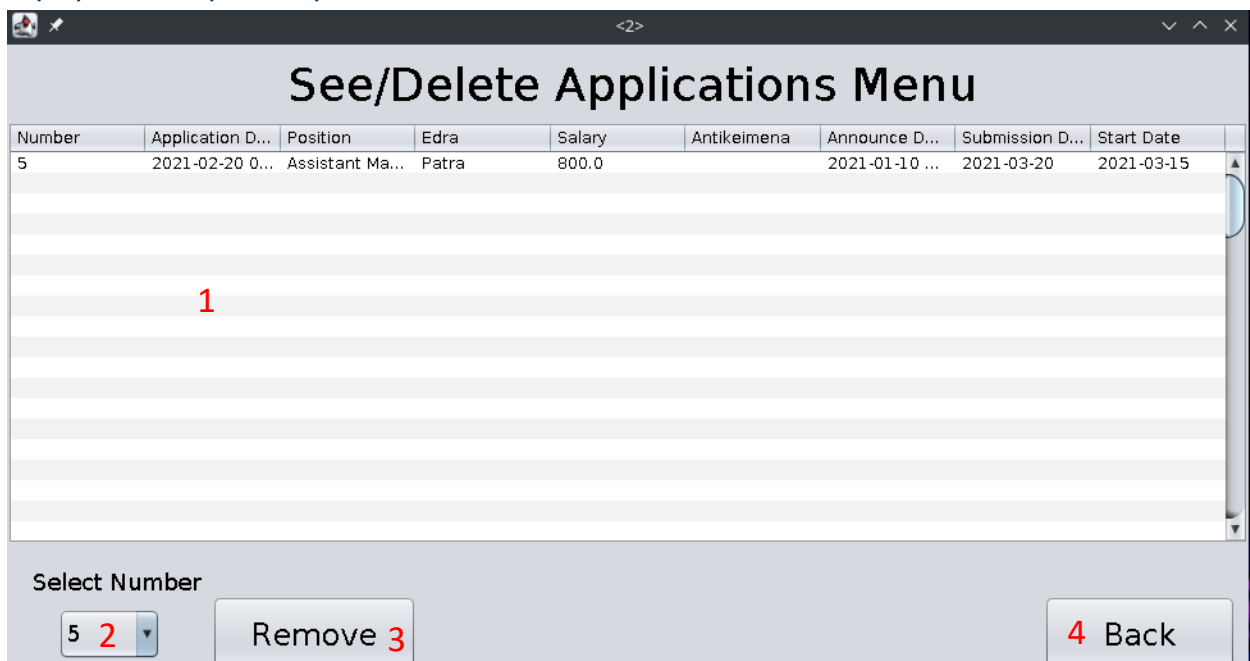 <2>
See/Delete Applications Menu
Number Application D... Position Edra Salary Antikeimena Announce D... Submission D... Start Date
5 2021-02-20 0... Assistant Ma... Patra 800.0 2021-01-10 ... 2021-03-20 2021-03-15
1
Select Number
5 2 Remove 3 4 Back